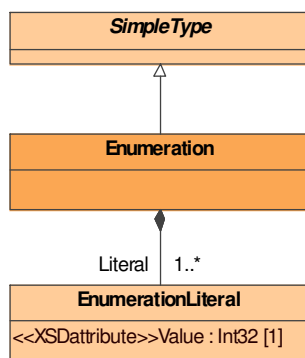 SimpleType
Enumeration
Literal 1..*
EnumerationLiteral
<<XSDattribute>>Value : Int32 [1]